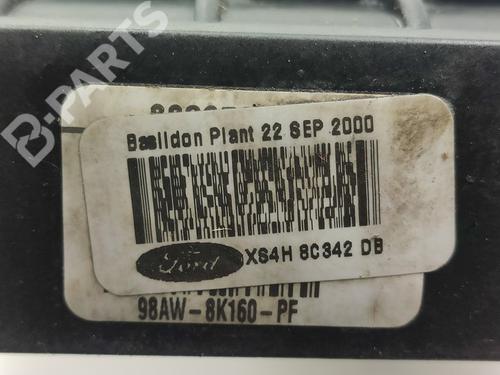 B-PARTS
Basildon Plant 22 SEP 2000
Ford
XS4H 8C342 DB
98AW-8K160-PF